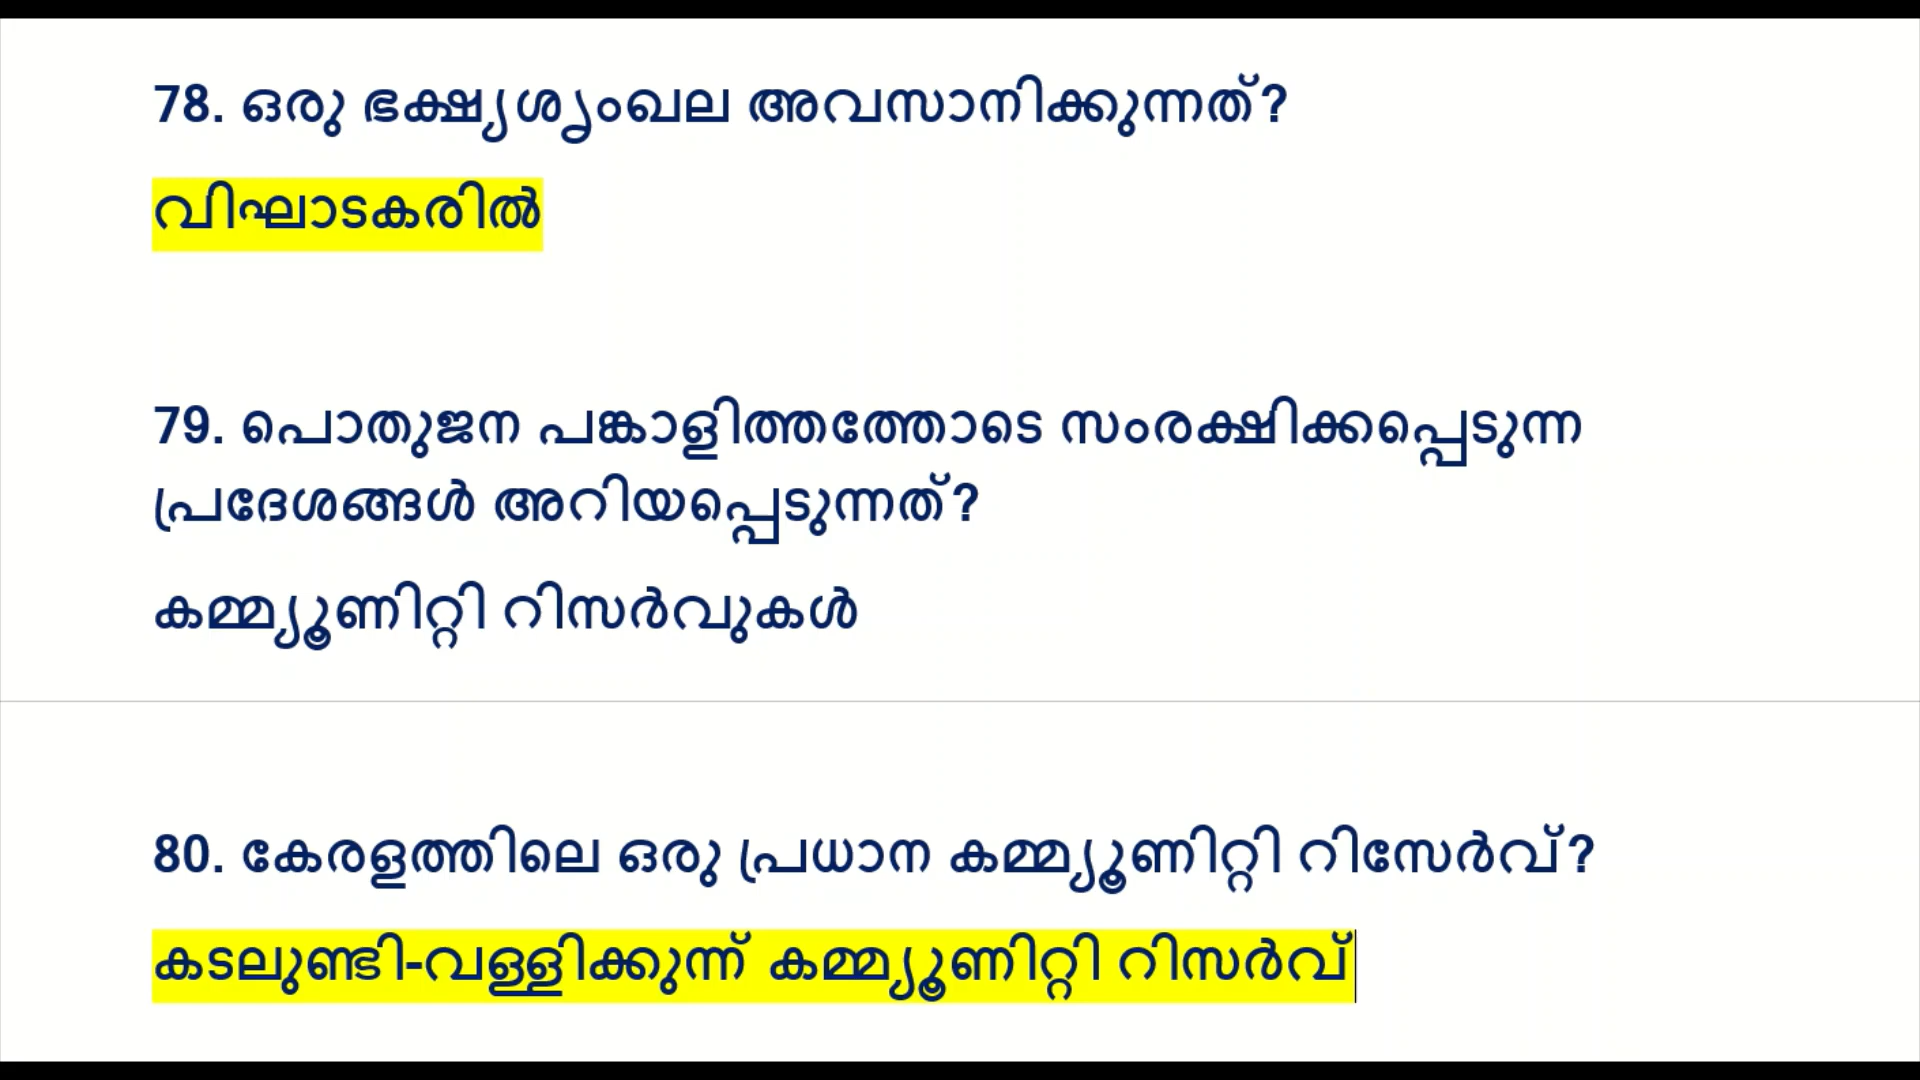 78. ഒരു ഭക്ഷ്യശൃംഖല അവസാനിക്കുന്നത്?
വിഘാടകരിൽ
79. പൊതുജന പങ്കാളിത്തത്തോടെ സംരക്ഷിക്കപ്പെടുന്ന
പ്രദേശങ്ങൾ അറിയപ്പെടുന്നത്?
കമ്മ്യൂണിറ്റി റിസർവുകൾ
80. കേരളത്തിലെ ഒരു പ്രധാന കമ്മ്യൂണിറ്റി റിസേർവ്?
കടലുണ്ടി-വള്ളിക്കുന്ന് കമ്മ്യൂണിറ്റി റിസർവ്